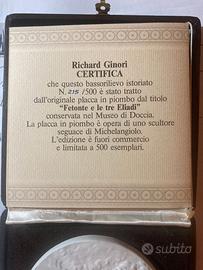 Richard Ginori
CERTIFICA
che questo bassorilievo istoriato
N. 215/500 è stato tratto
dall'originale placca in piombo dal titolo
"Fetonte e le tre Eliadi"
conservata nel Museo di Doccia.
La placca in piombo è opera di uno scultore
seguace di Michelangiolo.
L'edizione è fuori commercio
e limitata a 500 esemplari.
subito